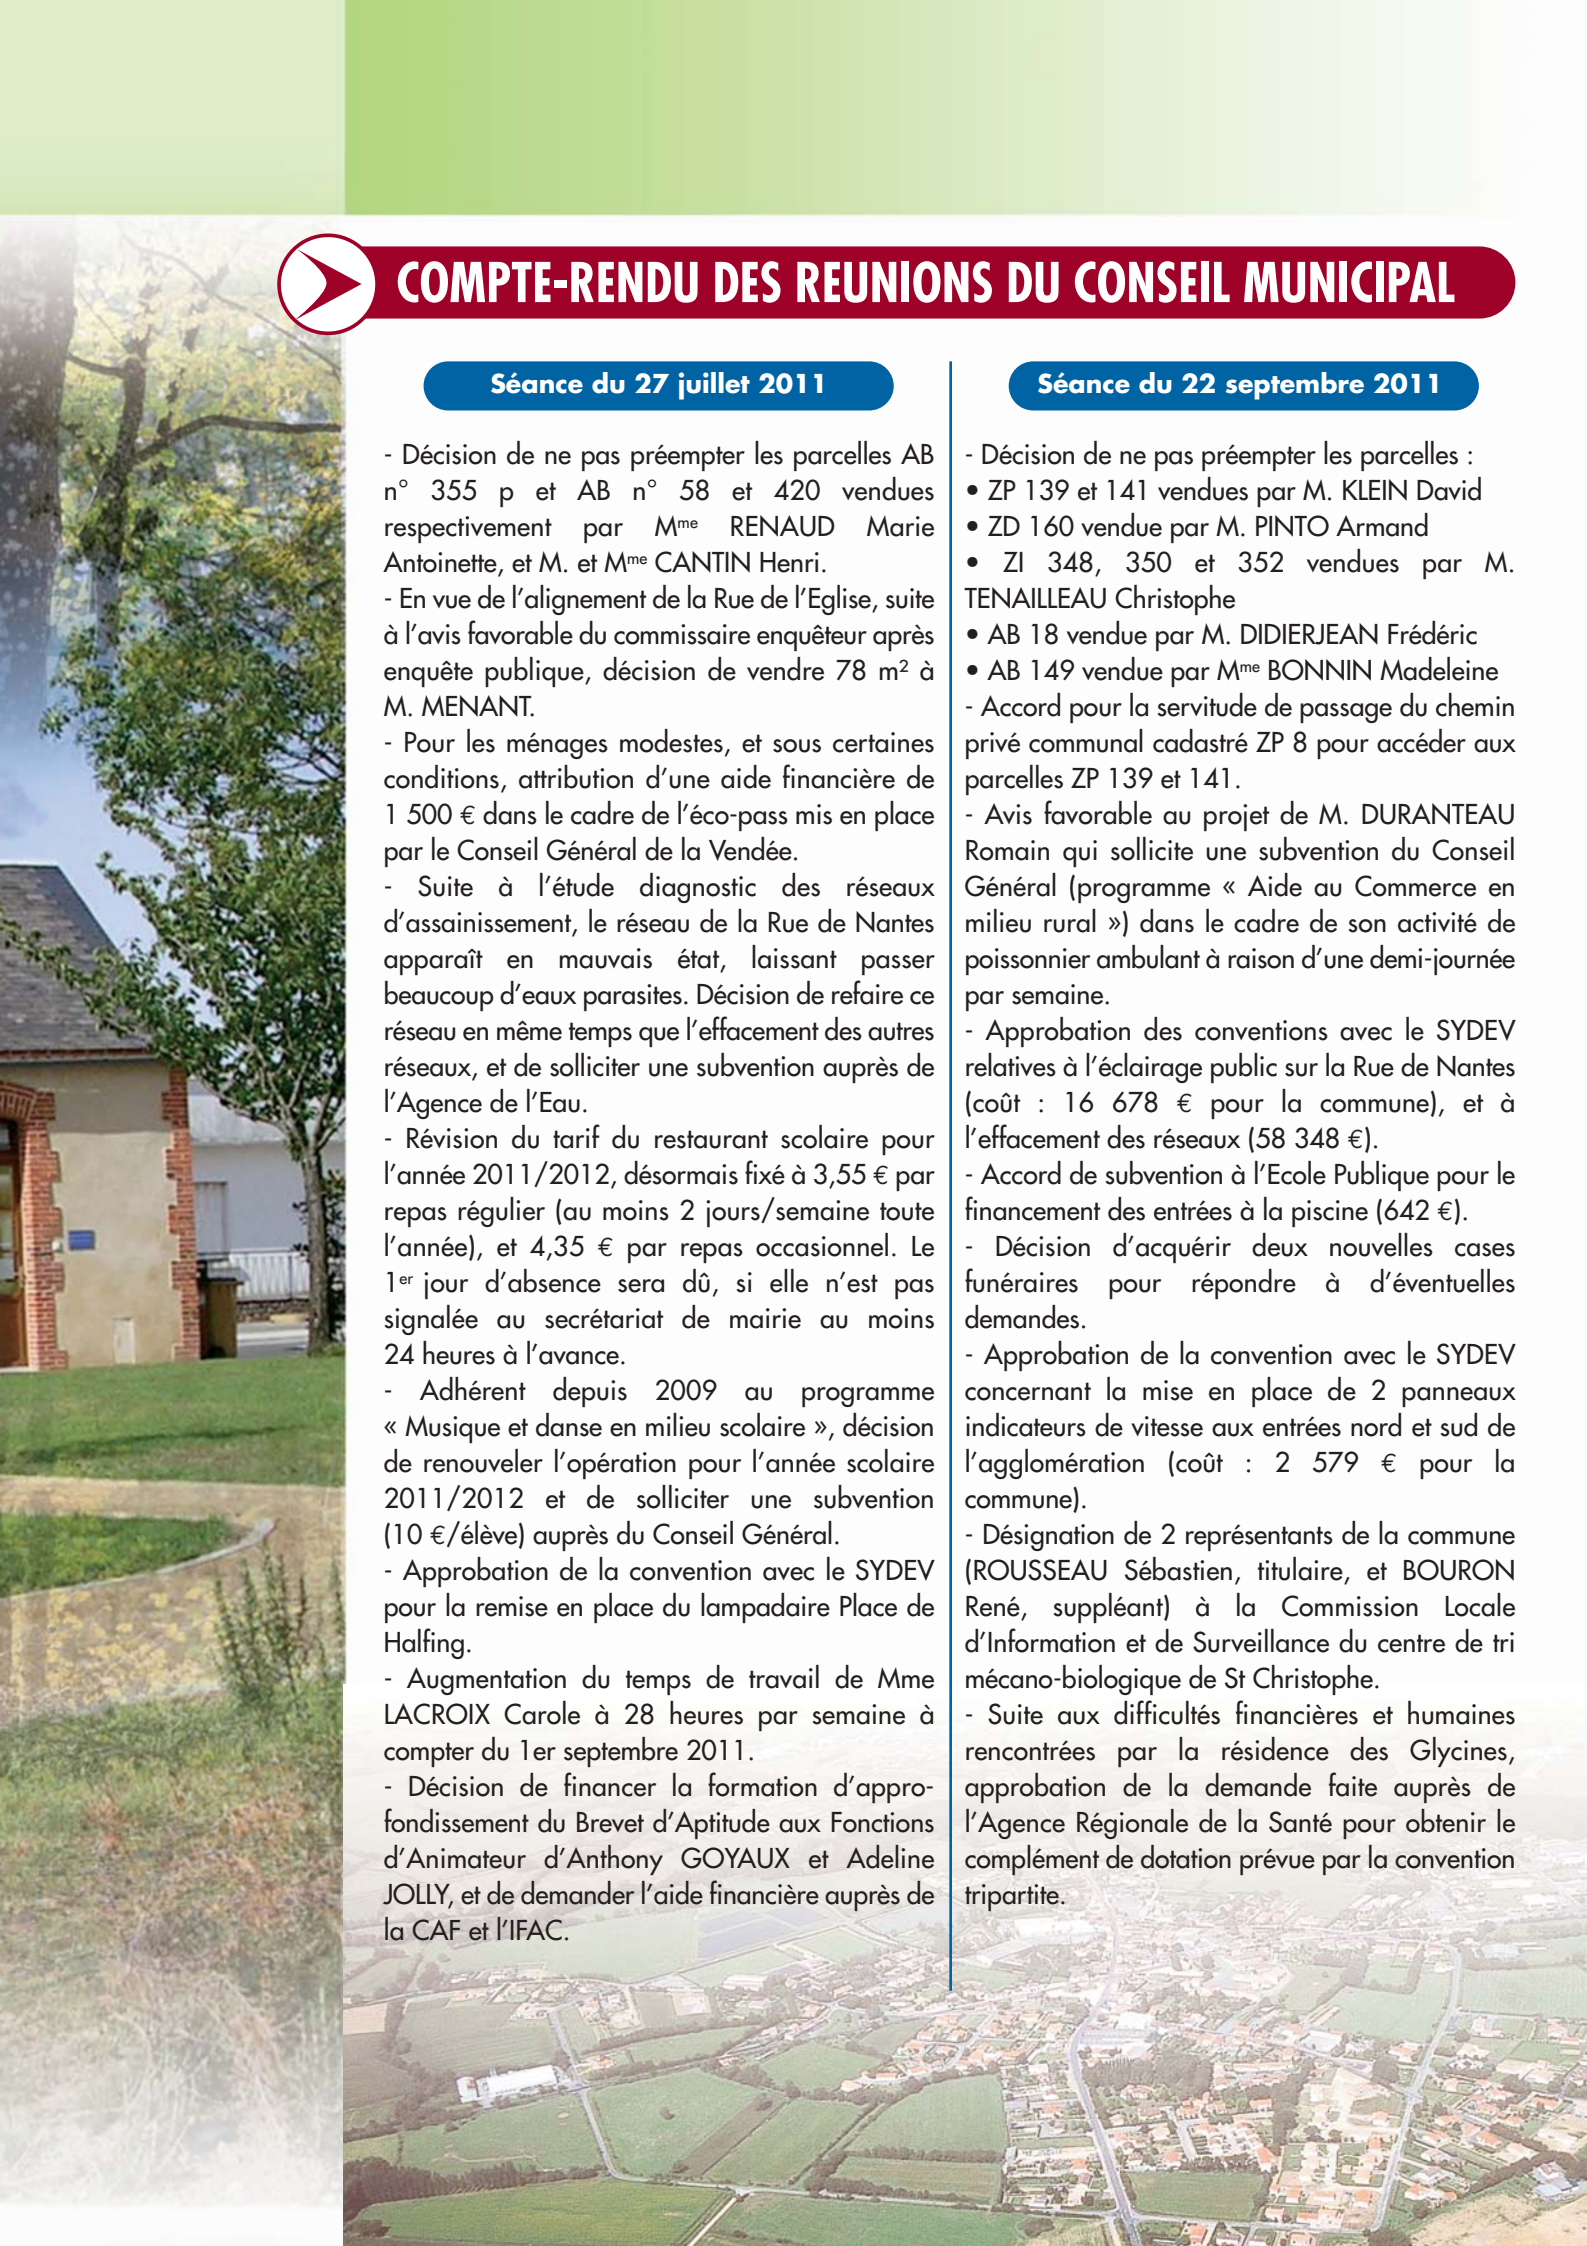 COMPTE-RENDU DES REUNIONS DU CONSEIL MUNICIPAL
Séance du 27 juillet 2011
- Décision de ne pas préempter les parcelles AB
n° 355 p et AB n° 58 et 420 vendues
respectivement par Mme RENAUD Marie
Antoinette, et M. et Mme CANTIN Henri.
- En vue de l'alignement de la Rue de l'Eglise, suite
à l'avis favorable du commissaire enquêteur après
enquête publique, décision de vendre 78 m² à
M. MENANT.
- Pour les ménages modestes, et sous certaines
conditions, attribution d'une aide financière de
1 500 € dans le cadre de l'éco-pass mis en place
par le Conseil Général de la Vendée.
- Suite à l'étude diagnostic des réseaux
d'assainissement, le réseau de la Rue de Nantes
apparaît en mauvais état, laissant passer
beaucoup d'eaux parasites. Décision de refaire ce
réseau en même temps que l'effacement des autres
réseaux, et de solliciter une subvention auprès de
l'Agence de l'Eau.
- Révision du tarif du restaurant scolaire pour
l'année 2011/2012, désormais fixé à 3,55 € par
repas régulier (au moins 2 jours/semaine toute
l'année), et 4,35 € par repas occasionnel. Le
1er jour d'absence sera dû, si elle n'est pas
signalée au secrétariat de mairie au moins
24 heures à l'avance.
- Adhérent depuis 2009 au programme
« Musique et danse en milieu scolaire », décision
de renouveler l'opération pour l'année scolaire
2011/2012 et de solliciter une subvention
(10 €/élève) auprès du Conseil Général.
- Approbation de la convention avec le SYDEV
pour la remise en place du lampadaire Place de
Halfing.
- Augmentation du temps de travail de Mme
LACROIX Carole à 28 heures par semaine à
compter du 1er septembre 2011.
- Décision de financer la formation d'appro-
fondissement du Brevet d'Aptitude aux Fonctions
d'Animateur d'Anthony GOYAUX et Adeline
JOLLY, et de demander l'aide financière auprès de
la CAF et l'IFAC.
Séance du 22 septembre 2011
- Décision de ne pas préempter les parcelles :
• ZP 139 et 141 vendues par M. KLEIN David
• ZD 160 vendue par M. PINTO Armand
• ZI 348, 350 et 352 vendues par M.
TENAILLEAU Christophe
• AB 18 vendue par M. DIDIERJEAN Frédéric
• AB 149 vendue par Mme BONNIN Madeleine
- Accord pour la servitude de passage du chemin
privé communal cadastré ZP 8 pour accéder aux
parcelles ZP 139 et 141.
- Avis favorable au projet de M. DURANTEAU
Romain qui sollicite une subvention du Conseil
Général (programme « Aide au Commerce en
milieu rural ») dans le cadre de son activité de
poissonnier ambulant à raison d'une demi-journée
par semaine.
- Approbation des conventions avec le SYDEV
relatives à l'éclairage public sur la Rue de Nantes
(coût : 16 678 € pour la commune), et à
l'effacement des réseaux (58 348 €).
- Accord de subvention à l'Ecole Publique pour le
financement des entrées à la piscine (642 €).
- Décision d'acquérir deux nouvelles cases
funéraires pour répondre à d'éventuelles
demandes.
- Approbation de la convention avec le SYDEV
concernant la mise en place de 2 panneaux
indicateurs de vitesse aux entrées nord et sud de
l'agglomération (coût : 2 579 € pour la
commune).
- Désignation de 2 représentants de la commune
(ROUSSEAU Sébastien, titulaire, et BOURON
René, suppléant) à la Commission Locale
d'Information et de Surveillance du centre de tri
mécano-biologique de St Christophe.
- Suite aux difficultés financières et humaines
rencontrées par la résidence des Glycines,
approbation de la demande faite auprès de
l'Agence Régionale de la Santé pour obtenir le
complément de dotation prévue par la convention
tripartite.